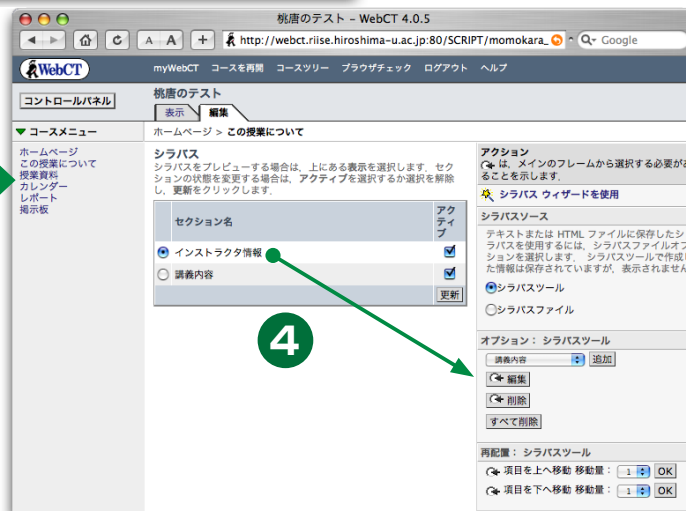 桃唐のテスト – WebCT 4.0.5
A A + http://webct.riise.hiroshima-u.ac.jp:80/SCRIPT/momokara_ Q Google
WebCT
myWebCT コースを再開 コースツリー ブラウザチェック ログアウト ヘルプ
コントロールパネル
桃唐のテスト
表示 編集
▼ コースメニュー
ホームページ
この授業について
授業資料
カレンダー
レポート
掲示板
ホームページ > この授業について
シラバス
シラバスをプレビューする場合は，上にある表示を選択します．セク
ションの状態を変更する場合は，アクティブを選択するか選択を解除
し，更新をクリックします．
セクション名
アク
ティ
ブ
インストラクタ情報
講義内容
更新
4
アクション
は，メインのフレームから選択する必要があ
ることを示します．
シラバス ウィザードを使用
シラバスソース
テキストまたは HTML ファイルに保存したシ
ラバスを使用するには，シラバスファイルオプ
ションを選択します． シラバスツールで作成し
た情報は保存されていますが，表示されません
シラバスツール
シラバスファイル
オプション： シラバスツール
講義内容 追加
編集
削除
すべて削除
再配置： シラバスツール
項目を上へ移動 移動量： 1 OK
項目を下へ移動 移動量： 1 OK